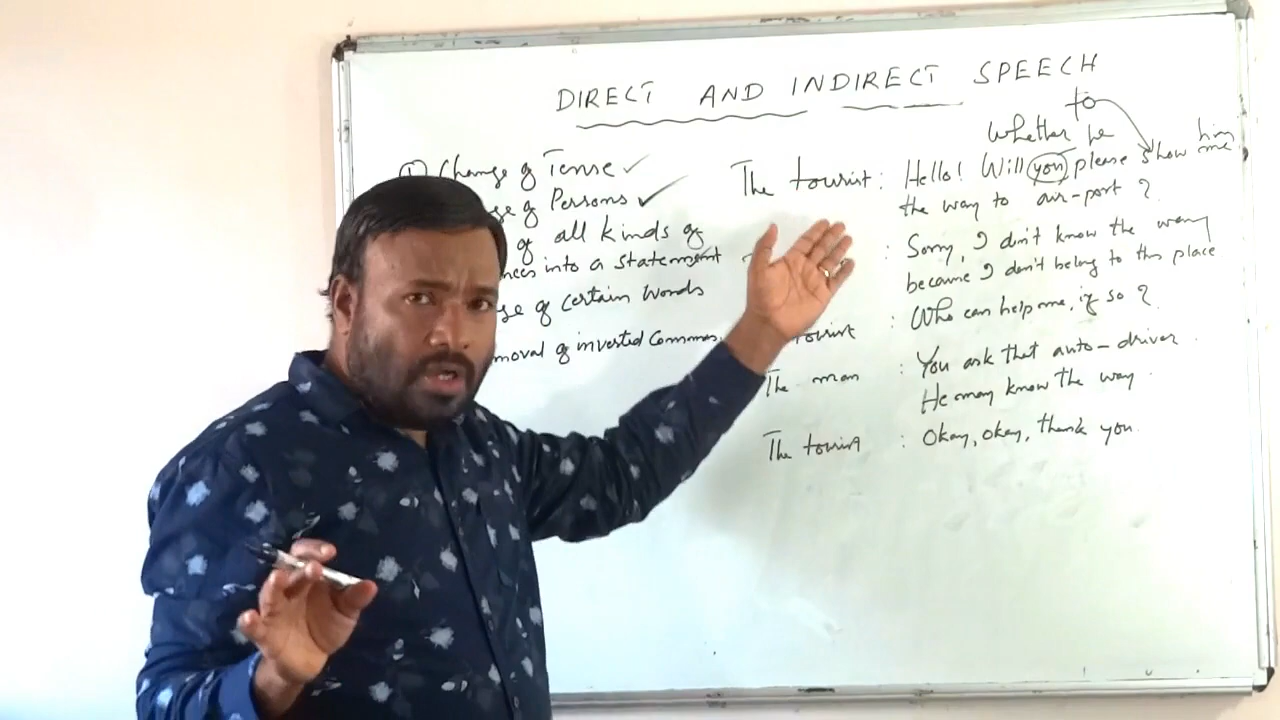 DIRECT AND INDIRECT SPEECH
1) Change of Tense ✓
of Persons ✓
of all kinds of
into a statement
of Certain Words
of inverted Commas.
to
whether he
him
The tourist : Hello! Will you please show me
the way to air-port ?
: Sorry, I don't know the way
because I don't belong to this place
tourist : Who can help me, if so ?
The man : You ask that auto-driver.
He may know the way.
The tourist : Okay, okay, thank you.